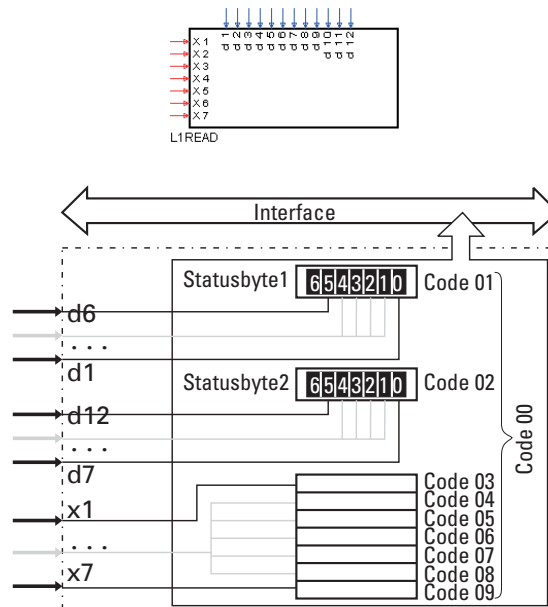 d1 d2 d3 d4 d5 d6 d7 d8 d9 d10 d11 d12
X1
X2
X3
X4
X5
X6
X7
L1READ
Interface
Statusbyte1 6 5 4 3 2 1 0 Code 01
d6
...
d1
Statusbyte2 6 5 4 3 2 1 0 Code 02
d12
...
d7
Code 00
x1 Code 03
Code 04
Code 05
... Code 06
Code 07
Code 08
x7 Code 09